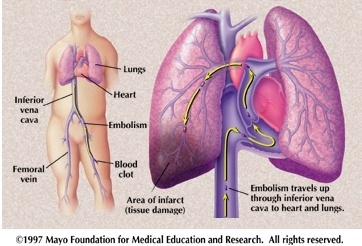 Lungs
Heart
Inferior
vena
cava
Embolism
Femoral
vein
Blood
clot
Area of infarct
(tissue damage)
Embolism travels up
through inferior vena
cava to heart and lungs.
©1997 Mayo Foundation for Medical Education and Research. All rights reserved.